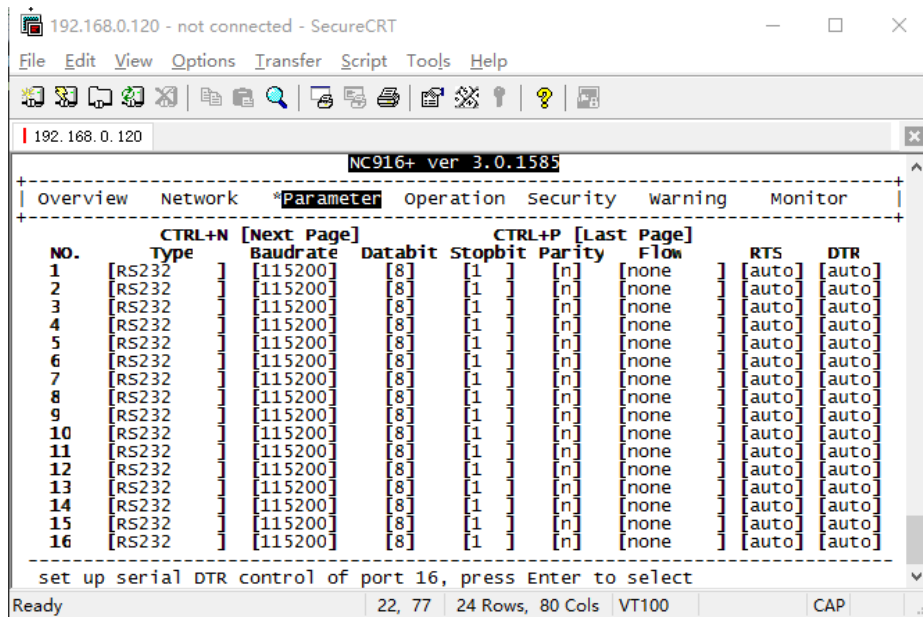 192.168.0.120 - not connected - SecureCRT
File Edit View Options Transfer Script Tools Help
192.168.0.120
NC916+ ver 3.0.1585
Overview Network *Parameter Operation Security Warning Monitor
CTRL+N [Next Page] CTRL+P [Last Page]
NO. Type Baudrate Databit Stopbit Parity Flow RTS DTR
1 [RS232 ] [115200] [8] [1 ] [n] [none ] [auto] [auto]
2 [RS232 ] [115200] [8] [1 ] [n] [none ] [auto] [auto]
3 [RS232 ] [115200] [8] [1 ] [n] [none ] [auto] [auto]
4 [RS232 ] [115200] [8] [1 ] [n] [none ] [auto] [auto]
5 [RS232 ] [115200] [8] [1 ] [n] [none ] [auto] [auto]
6 [RS232 ] [115200] [8] [1 ] [n] [none ] [auto] [auto]
7 [RS232 ] [115200] [8] [1 ] [n] [none ] [auto] [auto]
8 [RS232 ] [115200] [8] [1 ] [n] [none ] [auto] [auto]
9 [RS232 ] [115200] [8] [1 ] [n] [none ] [auto] [auto]
10 [RS232 ] [115200] [8] [1 ] [n] [none ] [auto] [auto]
11 [RS232 ] [115200] [8] [1 ] [n] [none ] [auto] [auto]
12 [RS232 ] [115200] [8] [1 ] [n] [none ] [auto] [auto]
13 [RS232 ] [115200] [8] [1 ] [n] [none ] [auto] [auto]
14 [RS232 ] [115200] [8] [1 ] [n] [none ] [auto] [auto]
15 [RS232 ] [115200] [8] [1 ] [n] [none ] [auto] [auto]
16 [RS232 ] [115200] [8] [1 ] [n] [none ] [auto] [auto]
set up serial DTR control of port 16, press Enter to select
Ready 22, 77 24 Rows, 80 Cols VT100 CAP